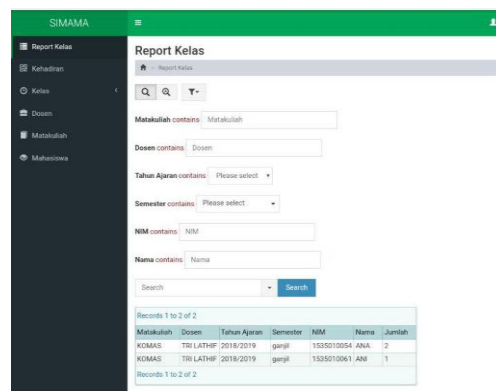 SIMAMA
Report Kelas
Kehadiran
Kelas
Dosen
Matakuliah
Mahasiswa
Report Kelas
Report Kelas
Matakuliah contains Matakuliah
Dosen contains Dosen
Tahun Ajaran contains Please select
Semester contains Please select
NIM contains NIM
Nama contains Nama
Search Search
Records 1 to 2 of 2
Matakuliah Dosen Tahun Ajaran Semester NIM Nama Jumlah
KOMAS TRI LATHIF 2018/2019 ganjil 1535010054 ANA 2
KOMAS TRI LATHIF 2018/2019 ganjil 1535010061 ANI 1
Records 1 to 2 of 2